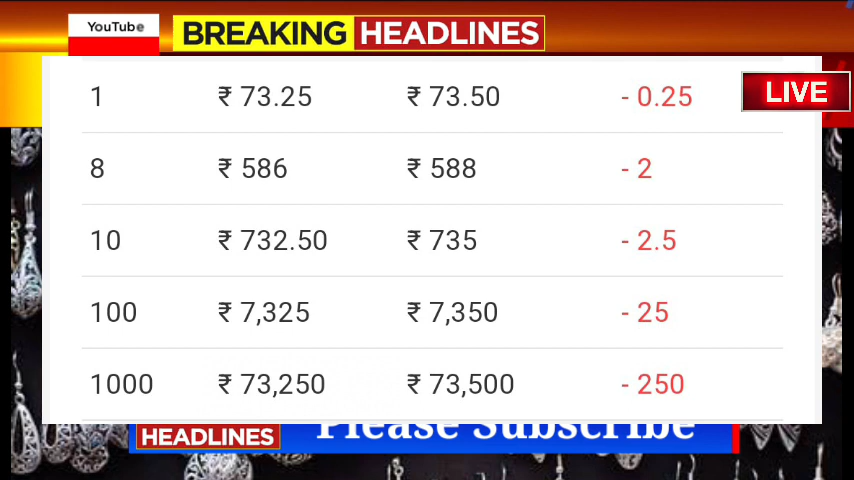 YouTube
BREAKING HEADLINES
LIVE
1 ₹ 73.25 ₹ 73.50 - 0.25
8 ₹ 586 ₹ 588 - 2
10 ₹ 732.50 ₹ 735 - 2.5
100 ₹ 7,325 ₹ 7,350 - 25
1000 ₹ 73,250 ₹ 73,500 - 250
HEADLINES Please Subscribe